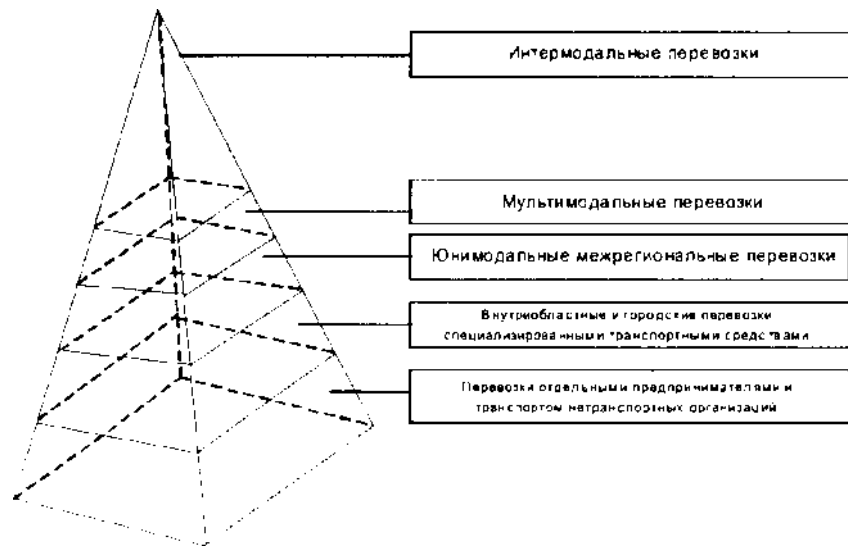 Интермодальные перевозки
Мультимодальные перевозки
Юнимодальные межрегиональные перевозки
Внутриобластные и городские перевозки
специализированными транспортными средствами
Перевозки отдельными предпринимателями и
транспортом нетранспортных организаций